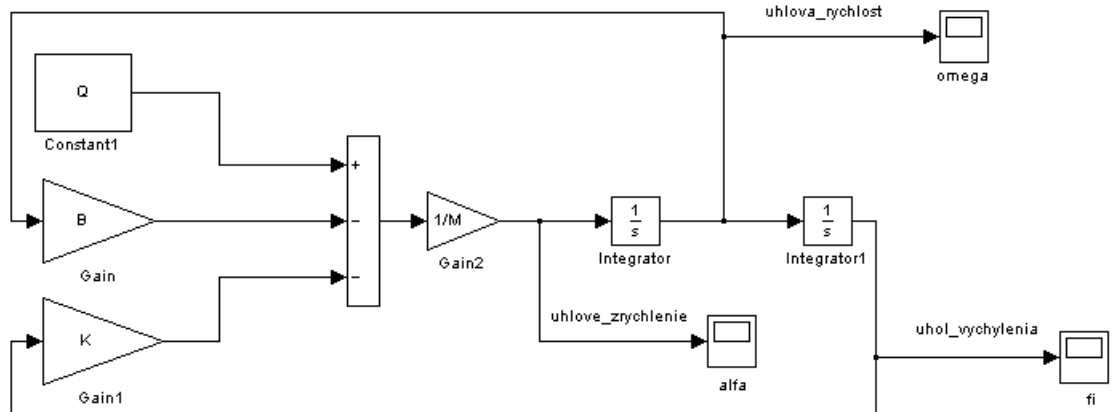 uhlova_rychlost
omega
Q
Constant1
+
B
−
1/M
1
s
1
s
Gain
Gain2
Integrator
Integrator1
−
K
uhlove_zrychlenie
uhol_vychylenia
Gain1
alfa
fi